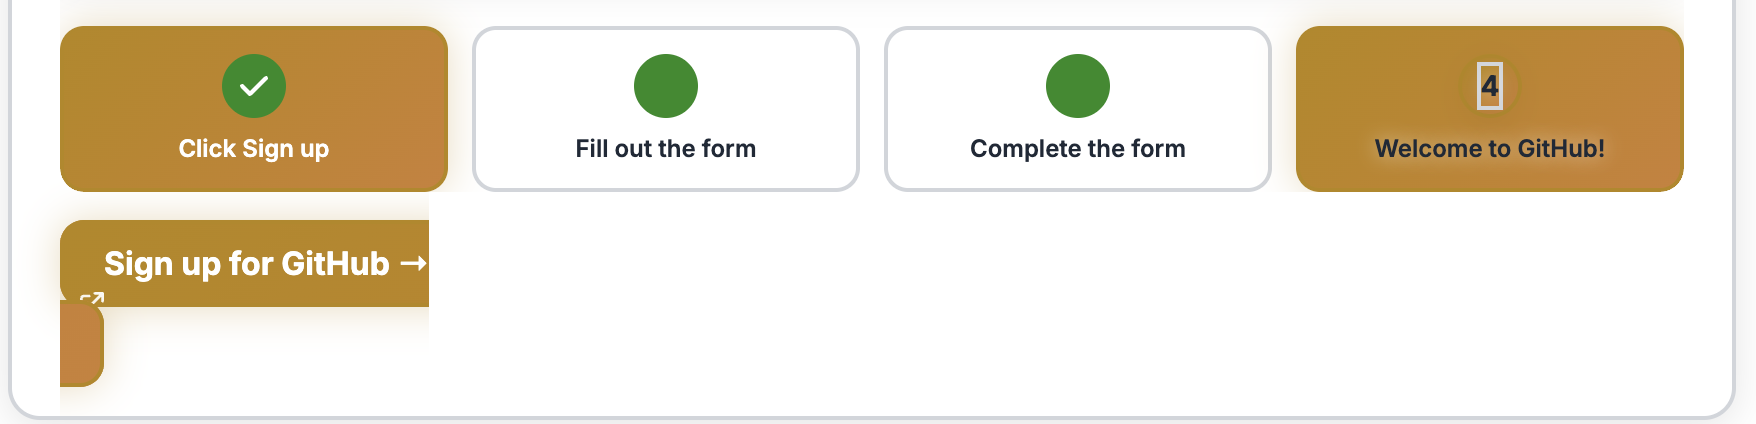 4
Click Sign up
Fill out the form
Complete the form
Welcome to GitHub!
Sign up for GitHub →